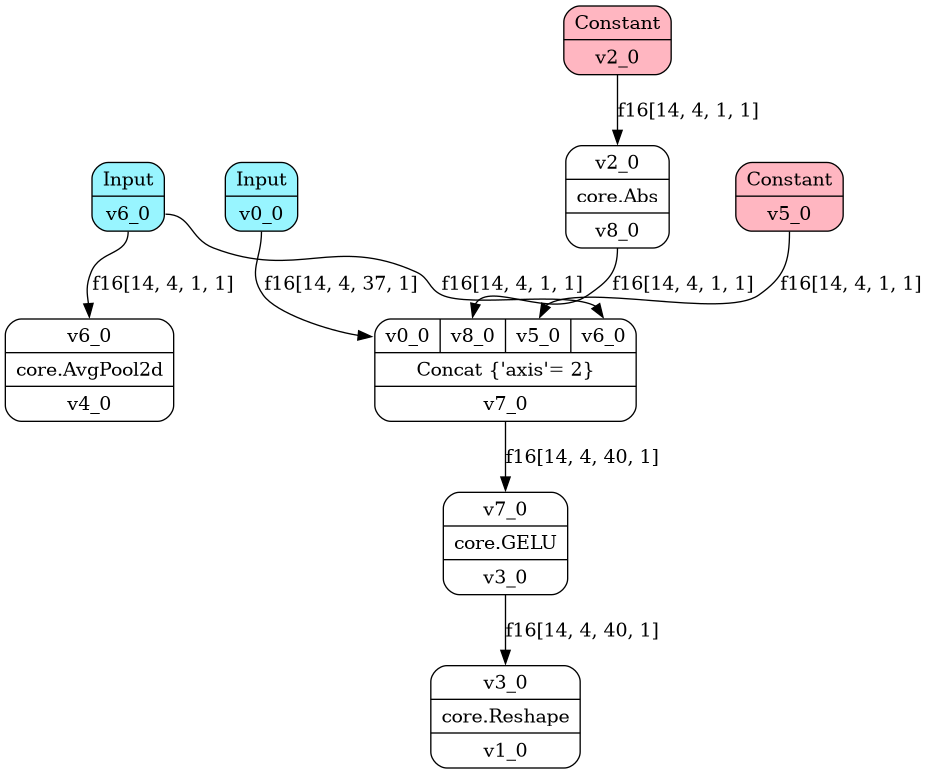 Constant
v2_0
f16[14, 4, 1, 1]
v2_0
core.Abs
v8_0
Input
v6_0
Input
v0_0
Constant
v5_0
f16[14, 4, 1, 1]
f16[14, 4, 37, 1]
f16[14, 4, 1, 1]
f16[14, 4, 1, 1]
f16[14, 4, 1, 1]
v6_0
core.AvgPool2d
v4_0
v0_0 v8_0 v5_0 v6_0
Concat {'axis'= 2}
v7_0
f16[14, 4, 40, 1]
v7_0
core.GELU
v3_0
f16[14, 4, 40, 1]
v3_0
core.Reshape
v1_0